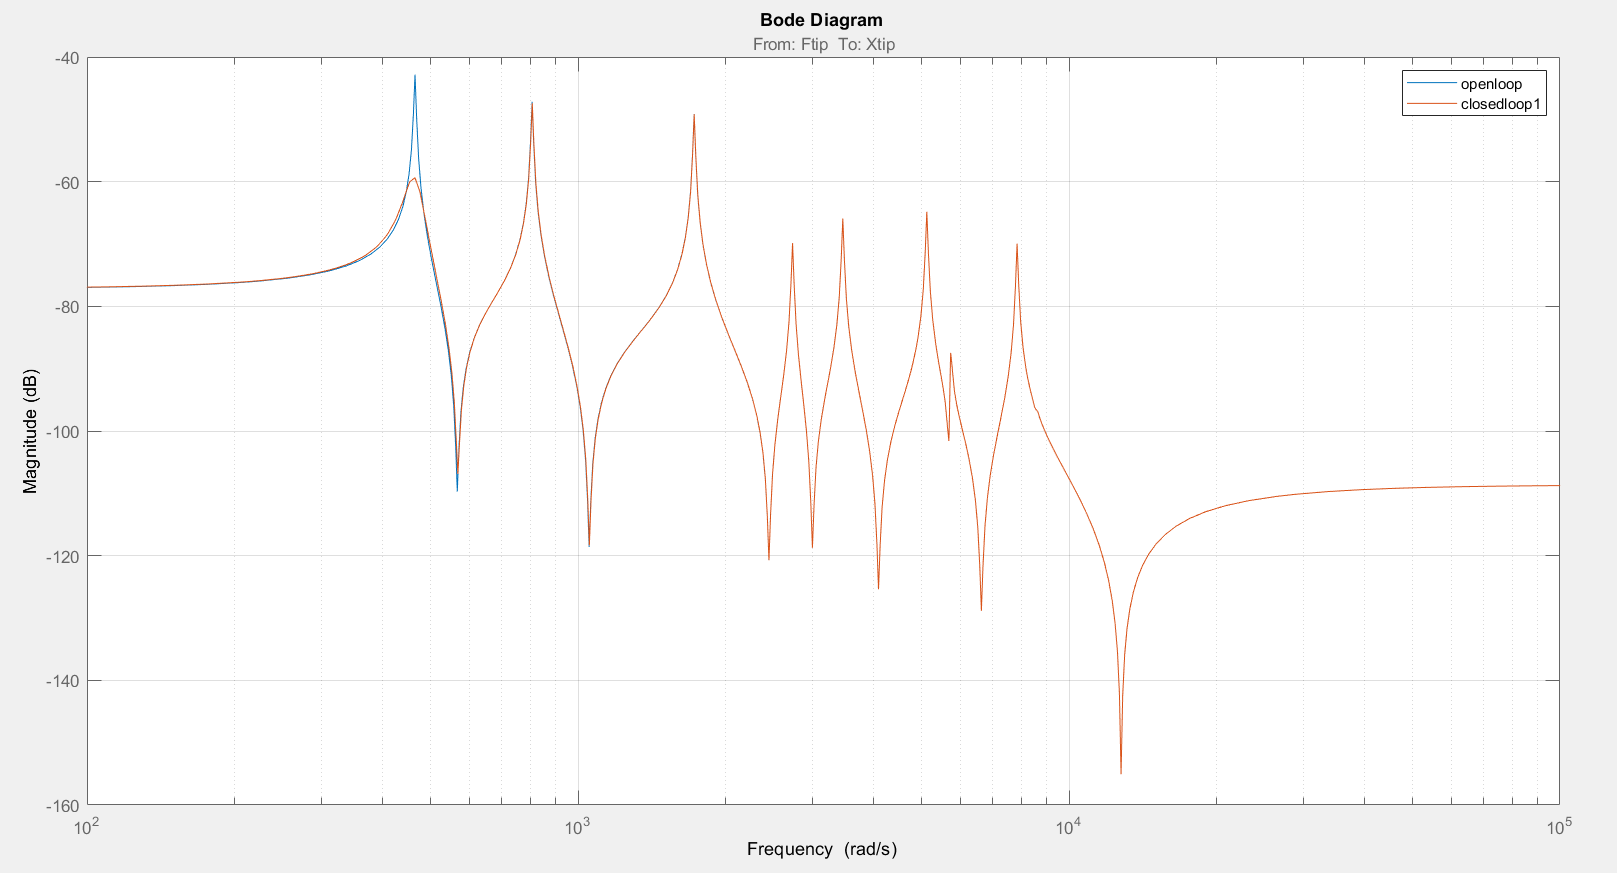 Bode Diagram
From: Ftip  To: Xtip
openloop
closedloop1
Magnitude (dB)
-40
-60
-80
-100
-120
-140
-160
10^2
10^3
10^4
10^5
Frequency  (rad/s)